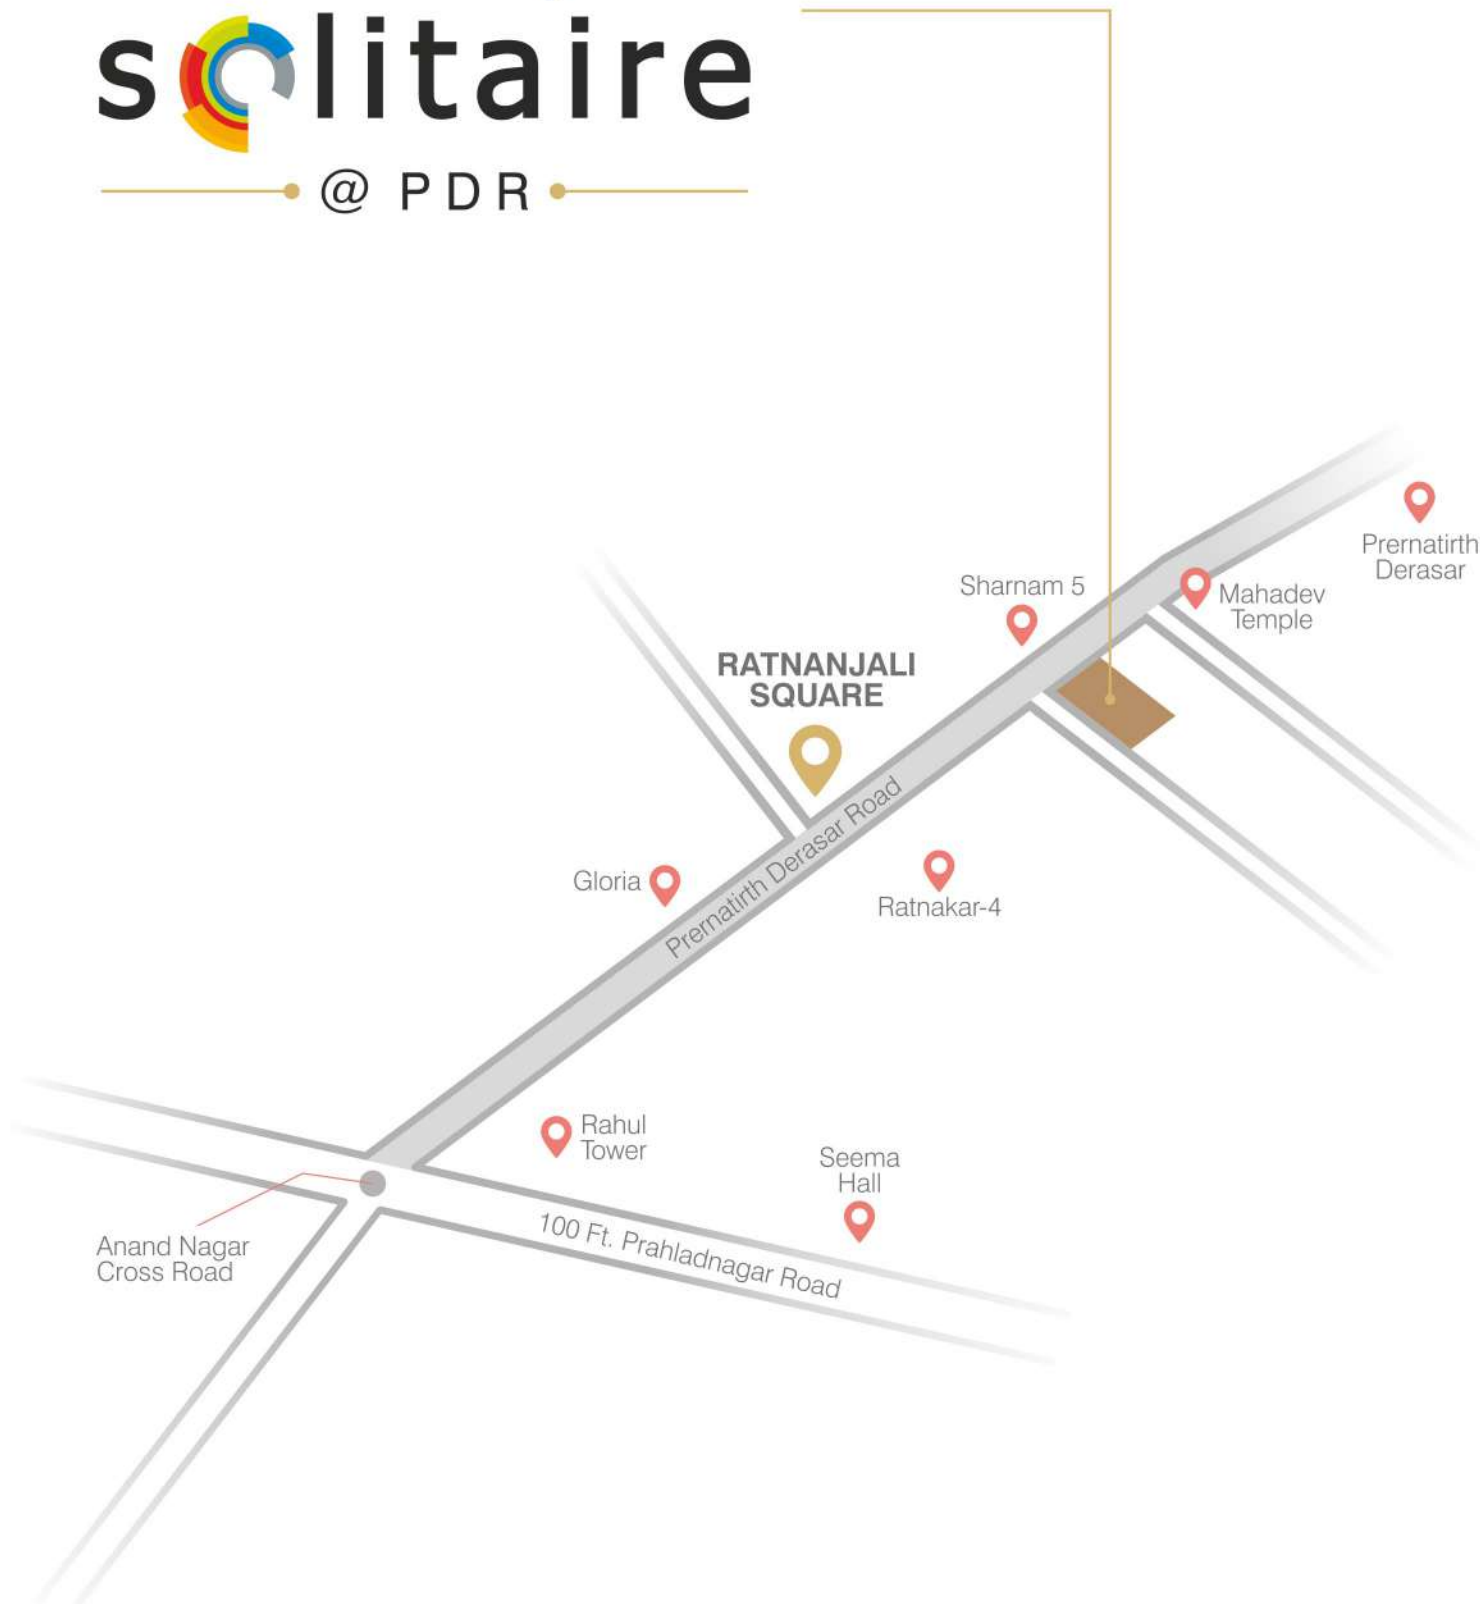 solitaire
@ PDR
Prernatirth
Derasar
Sharnam 5
Mahadev
Temple
RATNANJALI
SQUARE
Prernatirth Derasar Road
Gloria
Ratnakar-4
Rahul
Tower
Seema
Hall
100 Ft. Prahladnagar Road
Anand Nagar
Cross Road